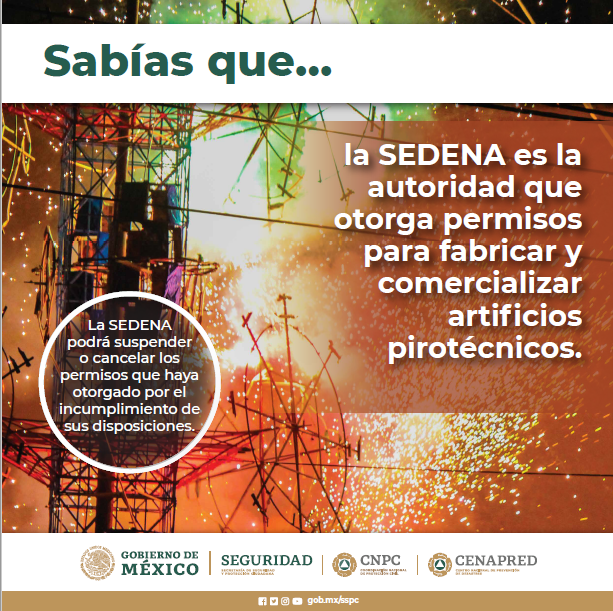 Sabías que...
la SEDENA es la
autoridad que
otorga permisos
para fabricar y
comercializar
artificios
pirotécnicos.
La SEDENA
podrá suspender
o cancelar los
permisos que haya
otorgado por el
incumplimiento de
sus disposiciones.
GOBIERNO DE
MÉXICO
SEGURIDAD
SECRETARÍA DE SEGURIDAD
Y PROTECCIÓN CIUDADANA
CNPC
COORDINACIÓN NACIONAL
DE PROTECCIÓN CIVIL
CENAPRED
CENTRO NACIONAL DE PREVENCIÓN
DE DESASTRES
gob.mx/sspc